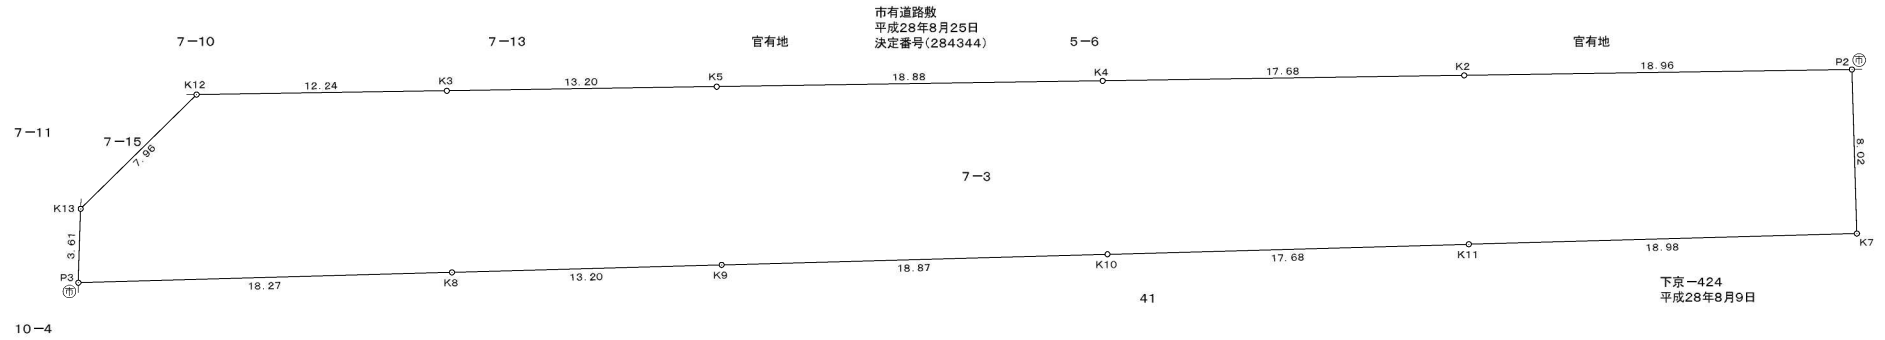 市有道路敷
平成28年8月25日
決定番号(284344)
7-10
7-13
官有地
5-6
官有地
K12
12.24
K3
13.20
K5
18.88
K4
17.68
K2
18.96
P2
市
7-11
7-15
7.96
8.02
7-3
K13
3.61
P3
市
18.27
K8
13.20
K9
18.87
K10
17.68
K11
18.98
K7
41
下京-424
平成28年8月9日
10-4